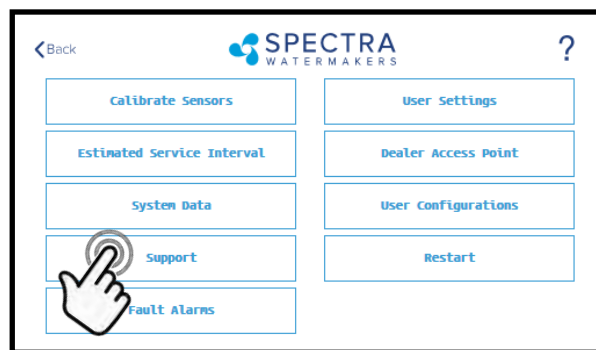 Back
SPECTRA
WATERMAKERS
?
Calibrate Sensors
User Settings
Estimated Service Interval
Dealer Access Point
System Data
User Configurations
Support
Restart
Fault Alarms